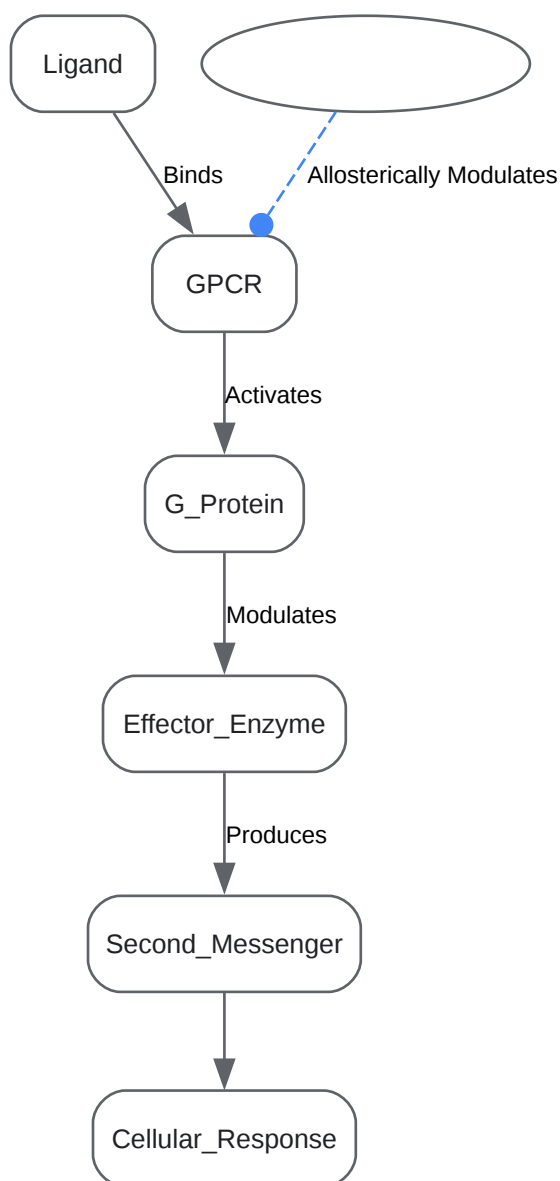 Ligand
Binds
Allosterically Modulates
GPCR
Activates
G_Protein
Modulates
Effector_Enzyme
Produces
Second_Messenger
Cellular_Response